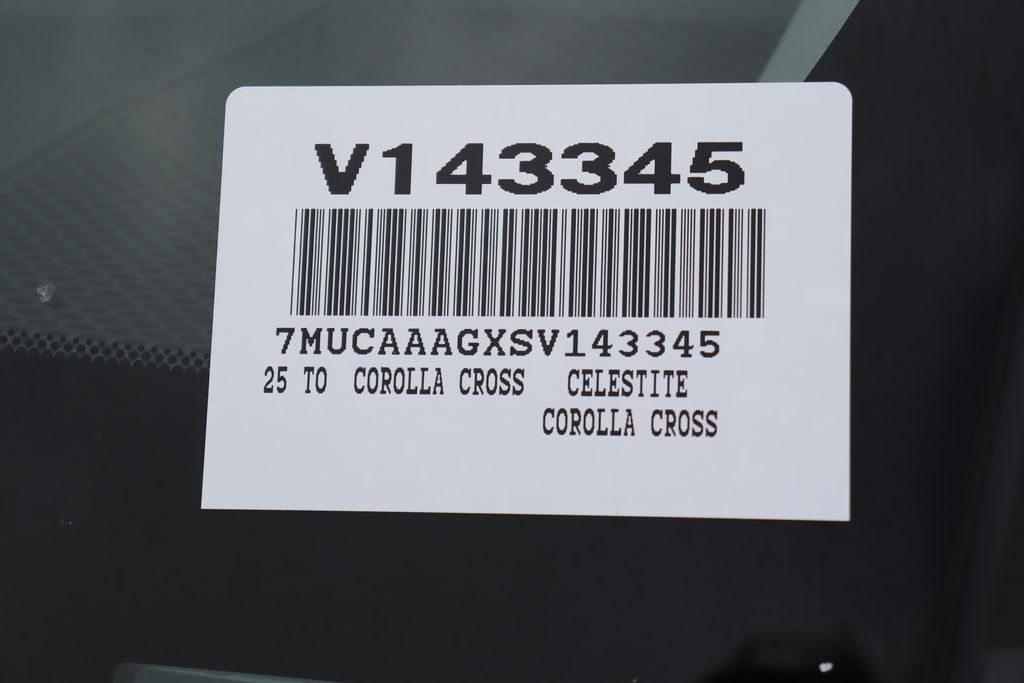 V143345
7MUCAAAGXSV143345
25 TO COROLLA CROSS CELESTITE
COROLLA CROSS